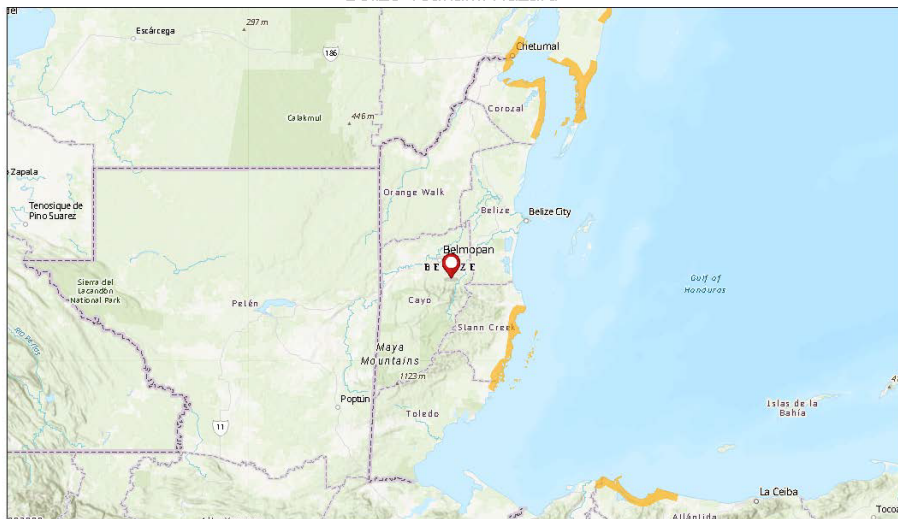 297 m
Escárcega
186
Chetumal
Calakmul
446 m
Corozal
Zapata
Orange Walk
Tenosique de
Pino Suarez
Belize
Belize City
Belmopan
Sierra del
Lacandón
National Park
Petén
Cayo
Gulf of
Honduras
Maya
Mountains
Stann Creek
1123 m
Poptún
11
Toledo
Islas de la
Bahía
La Ceiba
Atlántida